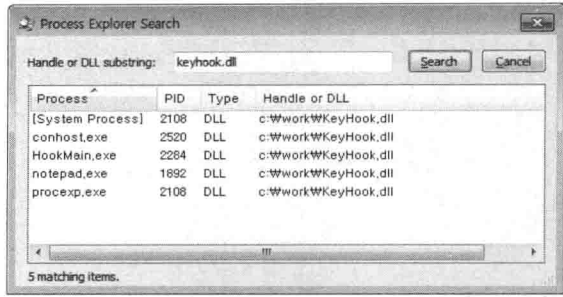 Process Explorer Search
Handle or DLL substring: keyhook.dll Search Cancel
Process PID Type Handle or DLL
[System Process] 2108 DLL c:₩work₩KeyHook,dll
conhost,exe 2520 DLL c:₩work₩KeyHook,dll
HookMain,exe 2284 DLL c:₩work₩KeyHook,dll
notepad,exe 1892 DLL c:₩work₩KeyHook,dll
procexp,exe 2108 DLL c:₩work₩KeyHook,dll
5 matching items.